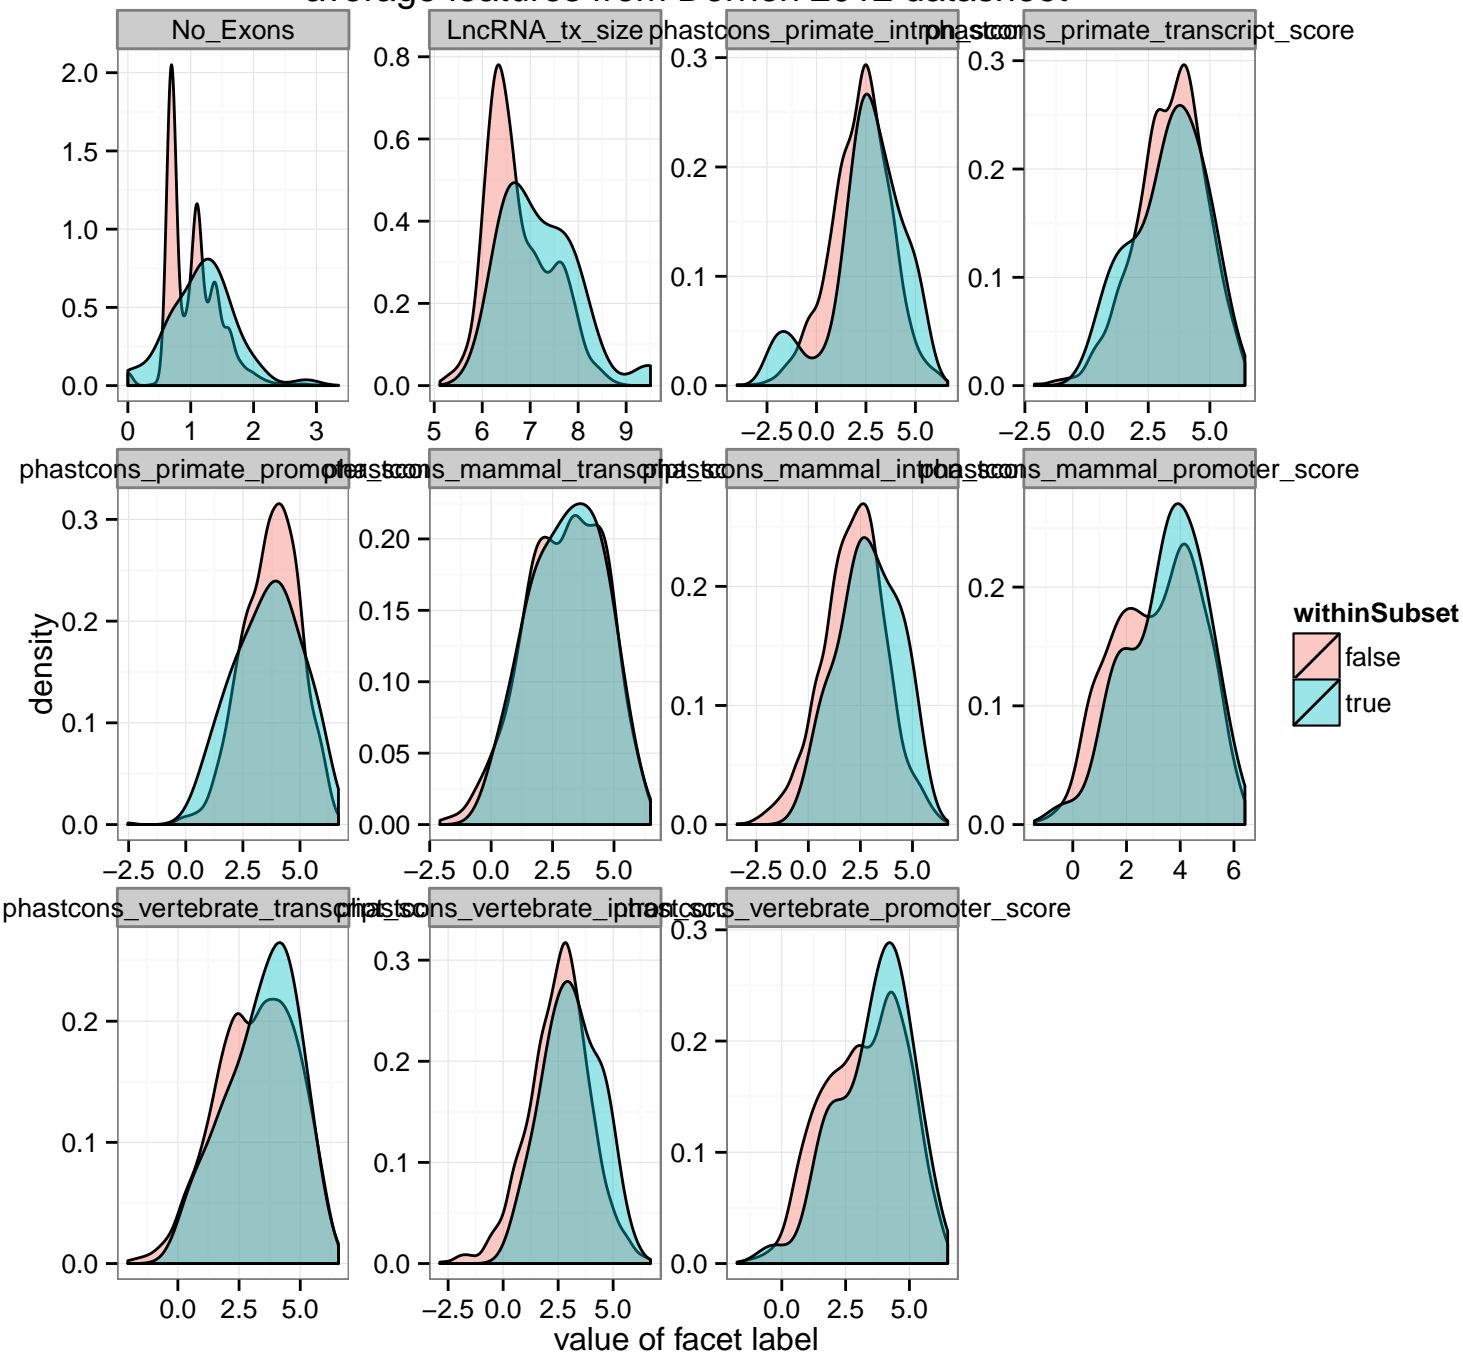 average features from
No_Exons
LncRNA_tx_size
phastcons_primate_transcript_score
2.0
1.5
1.0
0.5
0.0
0.8
0.6
0.4
0.2
0.0
0.3
0.2
0.1
0.0
0.3
0.2
0.1
0.0
0 1 2 3
5 6 7 8 9
−2.5 0.0 2.5 5.0
−2.5 0.0 2.5 5.0
phastcons_mammal_promoter_score
0.3
0.2
0.1
0.0
0.20
0.15
0.10
0.05
0.00
0.2
0.1
0.0
0.2
0.1
0.0
−2.5 0.0 2.5 5.0
−2.5 0.0 2.5 5.0
−2.5 0.0 2.5 5.0
0 2 4 6
phastcons_vertebrate_promoter_score
0.2
0.1
0.0
0.3
0.2
0.1
0.0
0.3
0.2
0.1
0.0
0.0 2.5 5.0
−2.5 0.0 2.5 5.0
0.0 2.5 5.0
density
value of facet label
withinSubset
false
true